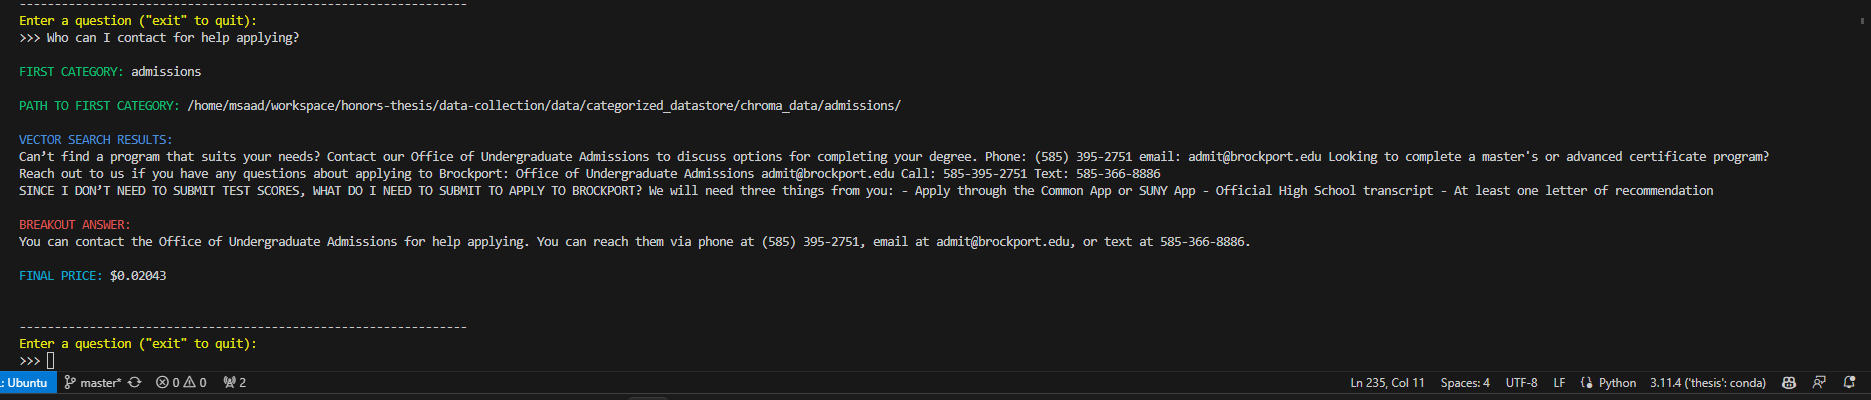 ----------------------------------------------------------------
Enter a question ("exit" to quit):
>>> Who can I contact for help applying?
FIRST CATEGORY: admissions
PATH TO FIRST CATEGORY: /home/msaad/workspace/honors-thesis/data-collection/data/categorized_datastore/chroma_data/admissions/
VECTOR SEARCH RESULTS:
Can’t find a program that suits your needs? Contact our Office of Undergraduate Admissions to discuss options for completing your degree. Phone: (585) 395-2751 email: admit@brockport.edu Looking to complete a master's or advanced certificate program?
Reach out to us if you have any questions about applying to Brockport: Office of Undergraduate Admissions admit@brockport.edu Call: 585-395-2751 Text: 585-366-8886
SINCE I DON’T NEED TO SUBMIT TEST SCORES, WHAT DO I NEED TO SUBMIT TO APPLY TO BROCKPORT? We will need three things from you: - Apply through the Common App or SUNY App - Official High School transcript - At least one letter of recommendation
BREAKOUT ANSWER:
You can contact the Office of Undergraduate Admissions for help applying. You can reach them via phone at (585) 395-2751, email at admit@brockport.edu, or text at 585-366-8886.
FINAL PRICE: $0.02043
----------------------------------------------------------------
Enter a question ("exit" to quit):
>>>
: Ubuntu master* 0 0 2 Ln 235, Col 11 Spaces: 4 UTF-8 LF Python 3.11.4 ('thesis': conda)